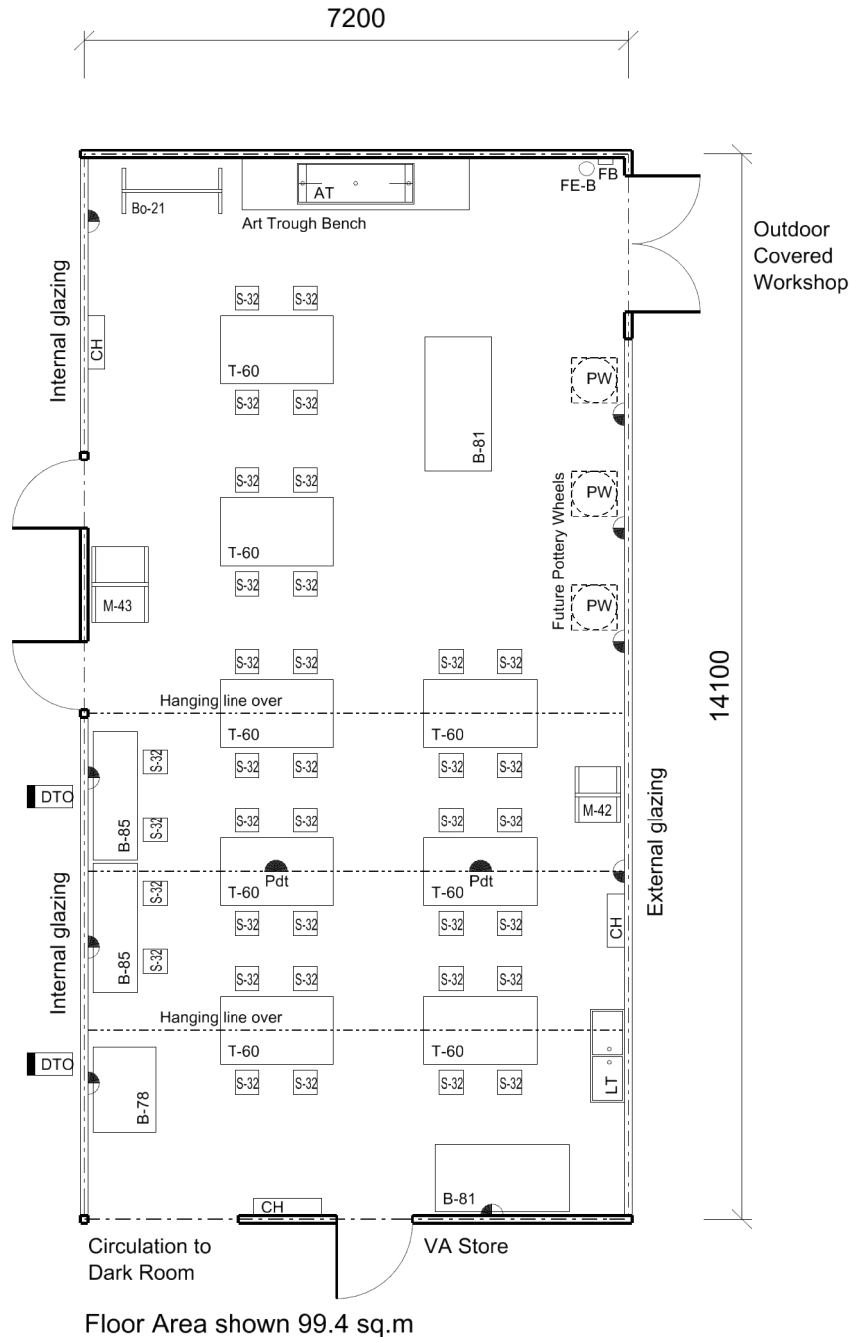 7200
AT
FE-B
FB
Bo-21
Art Trough Bench
Outdoor
Covered
Workshop
Internal glazing
S-32 S-32
CH
T-60
PW
S-32 S-32
B-81
S-32 S-32
PW
Future Pottery Wheels
T-60
S-32 S-32
M-43
PW
S-32 S-32 S-32 S-32
14100
Hanging line over
T-60 T-60
S-32
S-32 S-32 S-32 S-32
DTO
M-42
External glazing
B-85
S-32
S-32 S-32 S-32 S-32
Pdt Pdt
T-60 T-60
S-32
CH
S-32 S-32 S-32 S-32
Internal glazing
B-85
S-32
S-32 S-32 S-32 S-32
Hanging line over
T-60 T-60
DTO
LT
S-32 S-32 S-32 S-32
B-78
B-81
CH
Circulation to
Dark Room
VA Store
Floor Area shown 99.4 sq.m